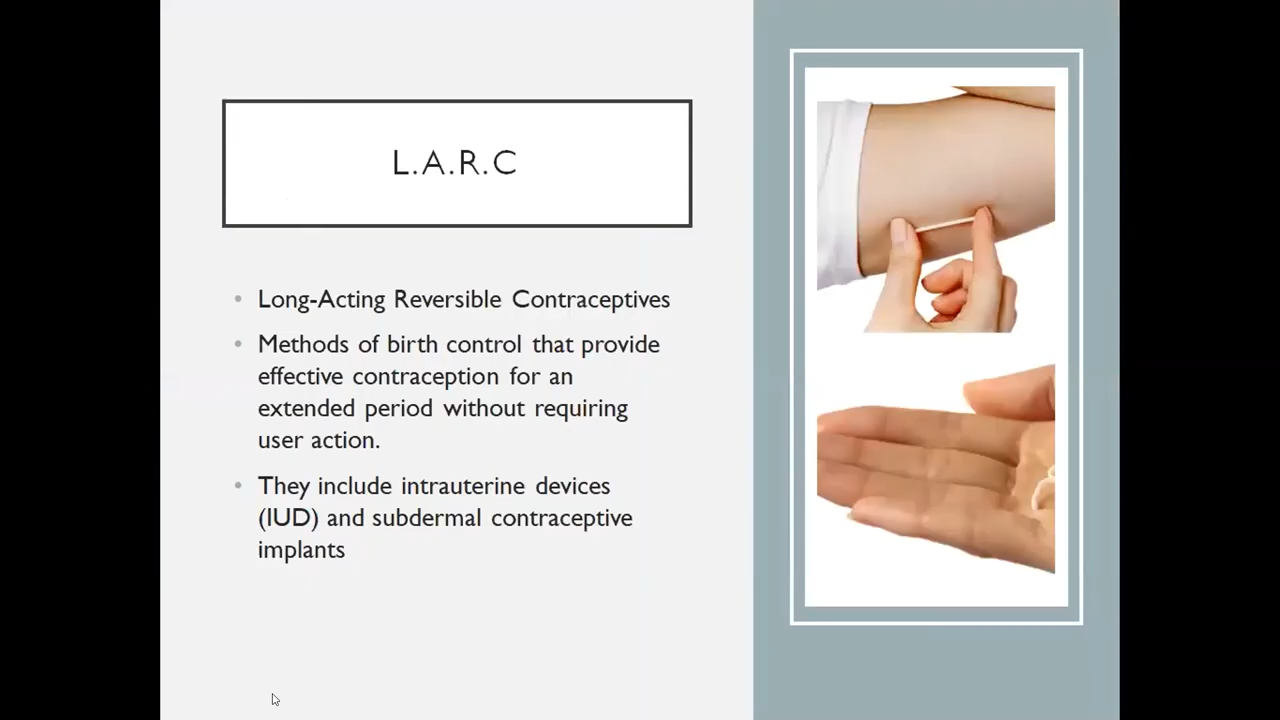 L.A.R.C
• Long-Acting Reversible Contraceptives
• Methods of birth control that provide
effective contraception for an
extended period without requiring
user action.
• They include intrauterine devices
(IUD) and subdermal contraceptive
implants